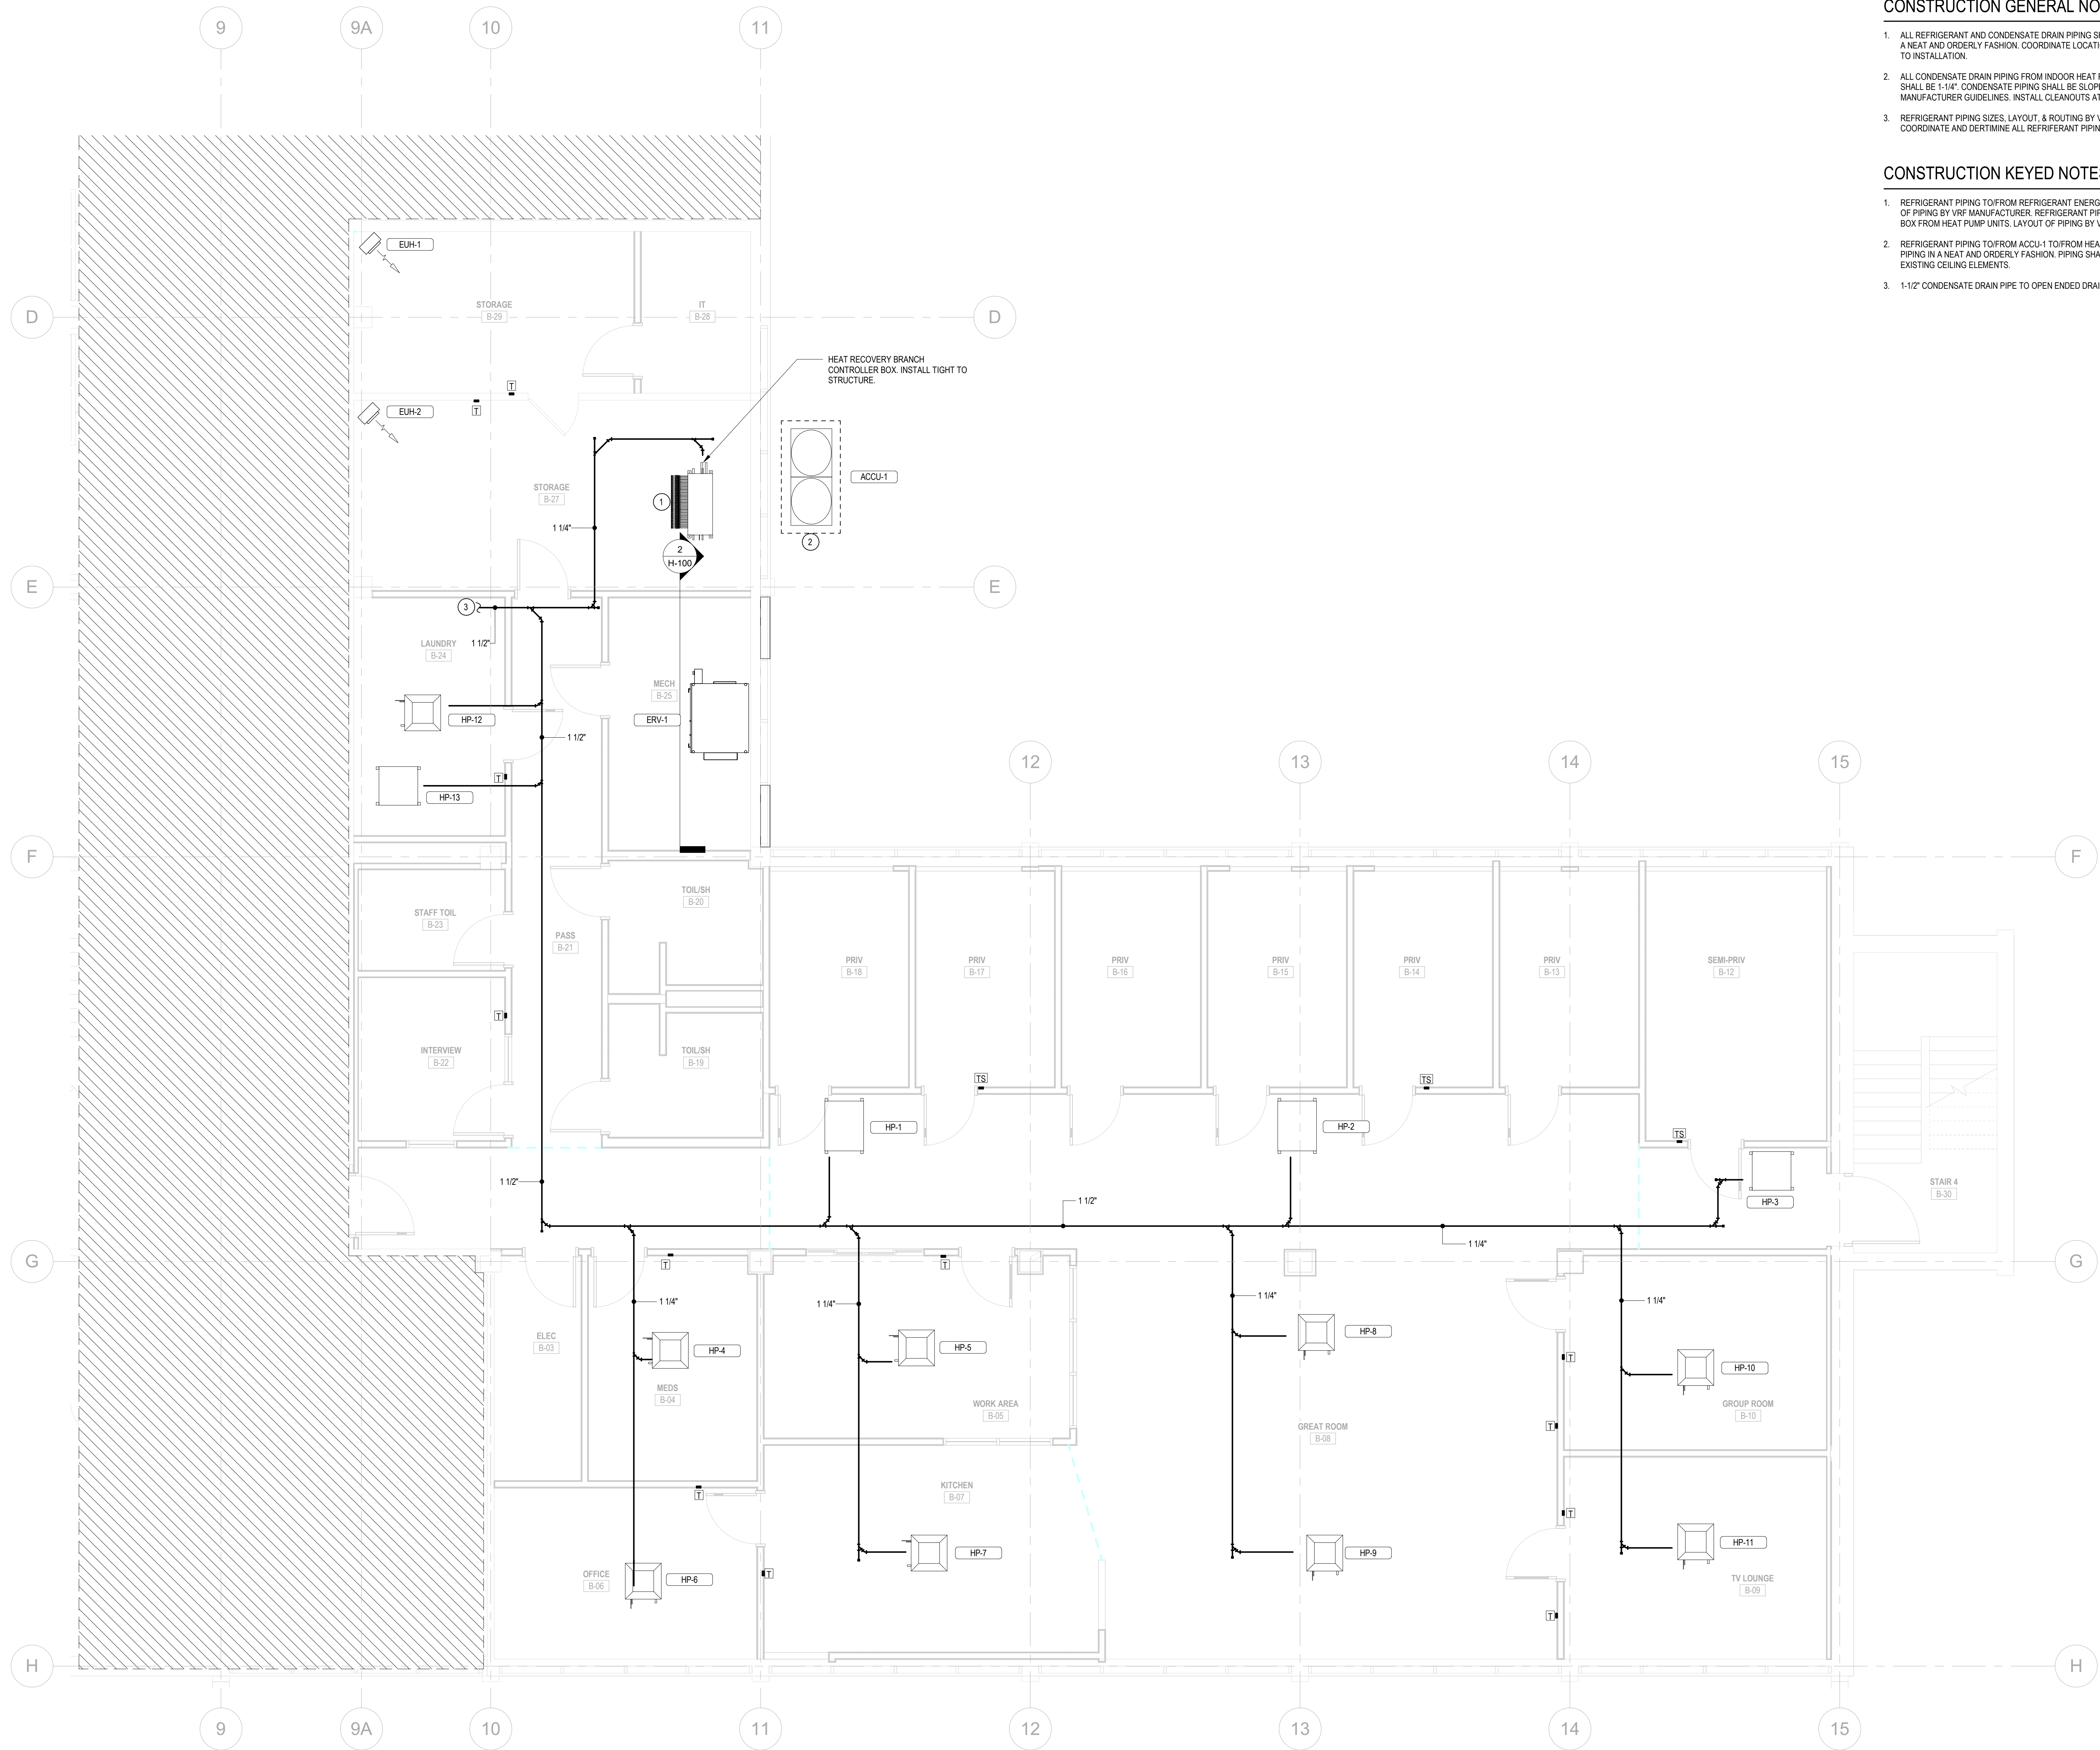 9
9A
10
11
CONSTRUCTION GENERAL NO
1. ALL REFRIGERANT AND CONDENSATE DRAIN PIPING
A NEAT AND ORDERLY FASHION. COORDINATE
TO INSTALLATION.
2. ALL CONDENSATE DRAIN PIPING FROM INDOOR HEAT
SHALL BE 1-1/4". CONDENSATE PIPING SHALL BE
MANUFACTURER GUIDELINES. INSTALL CLEANOUTS
3. REFRIGERANT PIPING SIZES, LAYOUT, & ROUTING BY
COORDINATE AND DERTIMINE ALL REFRIFERANT
CONSTRUCTION KEYED
1. REFRIGERANT PIPING TO/FROM REFRIGERANT
OF PIPING BY VRF MANUFACTURER. REFRIGERANT
BOX FROM HEAT PUMP UNITS. LAYOUT OF PIPING BY
2. REFRIGERANT PIPING TO/FROM ACCU-1 TO/FROM
PIPING IN A NEAT AND ORDERLY FASHION. PIPING
EXISTING CEILING ELEMENTS.
3. 1-1/2" CONDENSATE DRAIN PIPE TO OPEN ENDED
EUH-1
STORAGE
B-29
IT
B-28
D
D
HEAT RECOVERY BRANCH
CONTROLLER BOX. INSTALL TIGHT TO
STRUCTURE.
T
T
EUH-2
ACCU-1
STORAGE
B-27
1
1 1/4"
2
2
H-100
E
E
3
LAUNDRY
B-24
1 1/2"
MECH
B-25
HP-12
ERV-1
1 1/2"
T
HP-13
12
13
14
15
F
F
STAFF TOIL
B-23
TOIL/SH
B-20
PASS
B-21
PRIV
B-18
PRIV
B-17
PRIV
B-16
PRIV
B-15
PRIV
B-14
PRIV
B-13
SEMI-PRIV
B-12
T
INTERVIEW
B-22
TOIL/SH
B-19
TS
TS
HP-1
HP-2
TS
1 1/2"
1 1/2"
HP-3
STAIR 4
B-30
1 1/4"
G
G
T
T
1 1/4"
1 1/4"
1 1/4"
1 1/4"
ELEC
B-03
HP-4
HP-5
HP-8
T
HP-10
MEDS
B-04
WORK AREA
B-05
GREAT ROOM
B-08
T
GROUP ROOM
B-10
T
KITCHEN
B-07
T
HP-7
HP-9
HP-11
OFFICE
B-06
HP-6
T
TV LOUNGE
B-09
T
H
H
9
9A
10
11
12
13
14
15